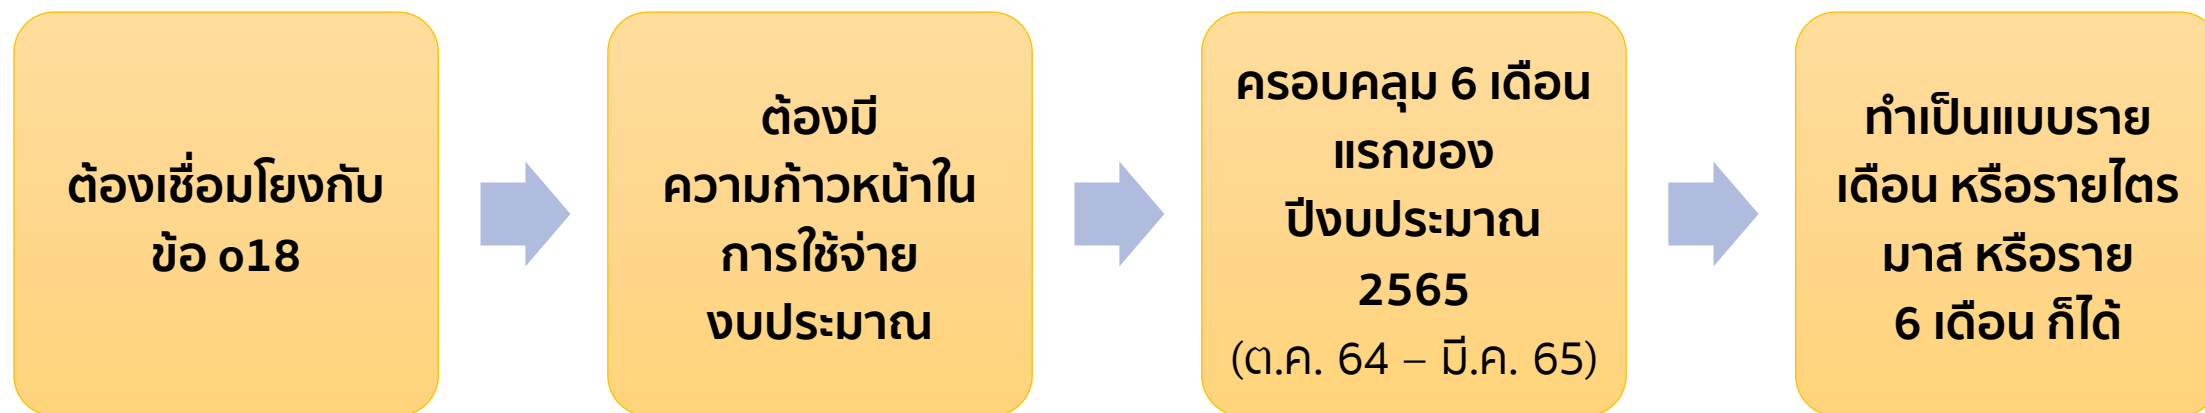 ต้องเชื่อมโยงกับ
ข้อ o18
ต้องมี
ความก้าวหน้าใน
การใช้จ่าย
งบประมาณ
ครอบคลุม 6 เดือน
แรกของ
ปีงบประมาณ
2565
(ต.ค. 64 – มี.ค. 65)
ทำเป็นแบบราย
เดือน หรือรายไตร
มาส หรือราย
6 เดือน ก็ได้